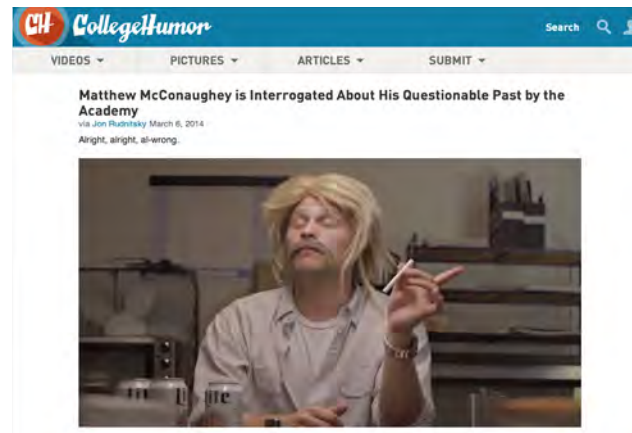 CH CollegeHumor
Search
VIDEOS PICTURES ARTICLES SUBMIT
Matthew McConaughey is Interrogated About His Questionable Past by the
Academy
via Jon Rudnitsky March 6, 2014
Alright, alright, al-wrong.
Lite